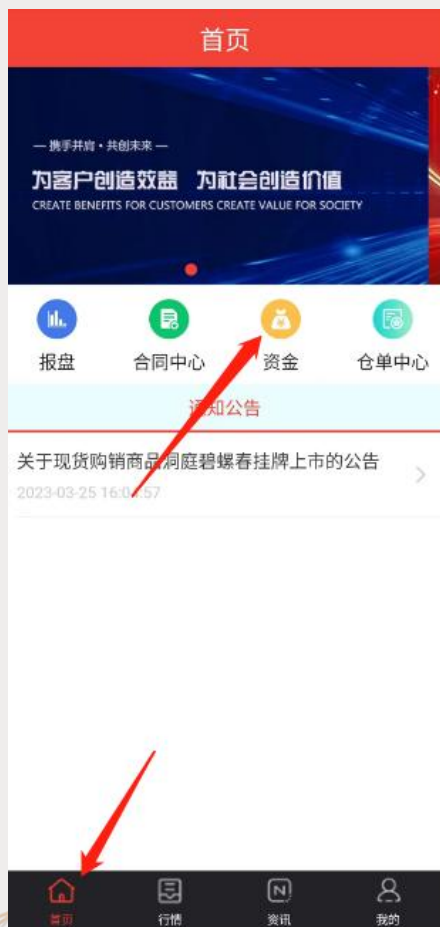 首页
— 携手并肩·共创未来 —
为客户创造效益 为社会创造价值
CREATE BENEFITS FOR CUSTOMERS CREATE VALUE FOR SOCIETY
报盘 合同中心 资金 仓单中心
通知公告
关于现货购销商品洞庭碧螺春挂牌上市的公告
2023-03-25 16:04:57
首页 行情 资讯 我的